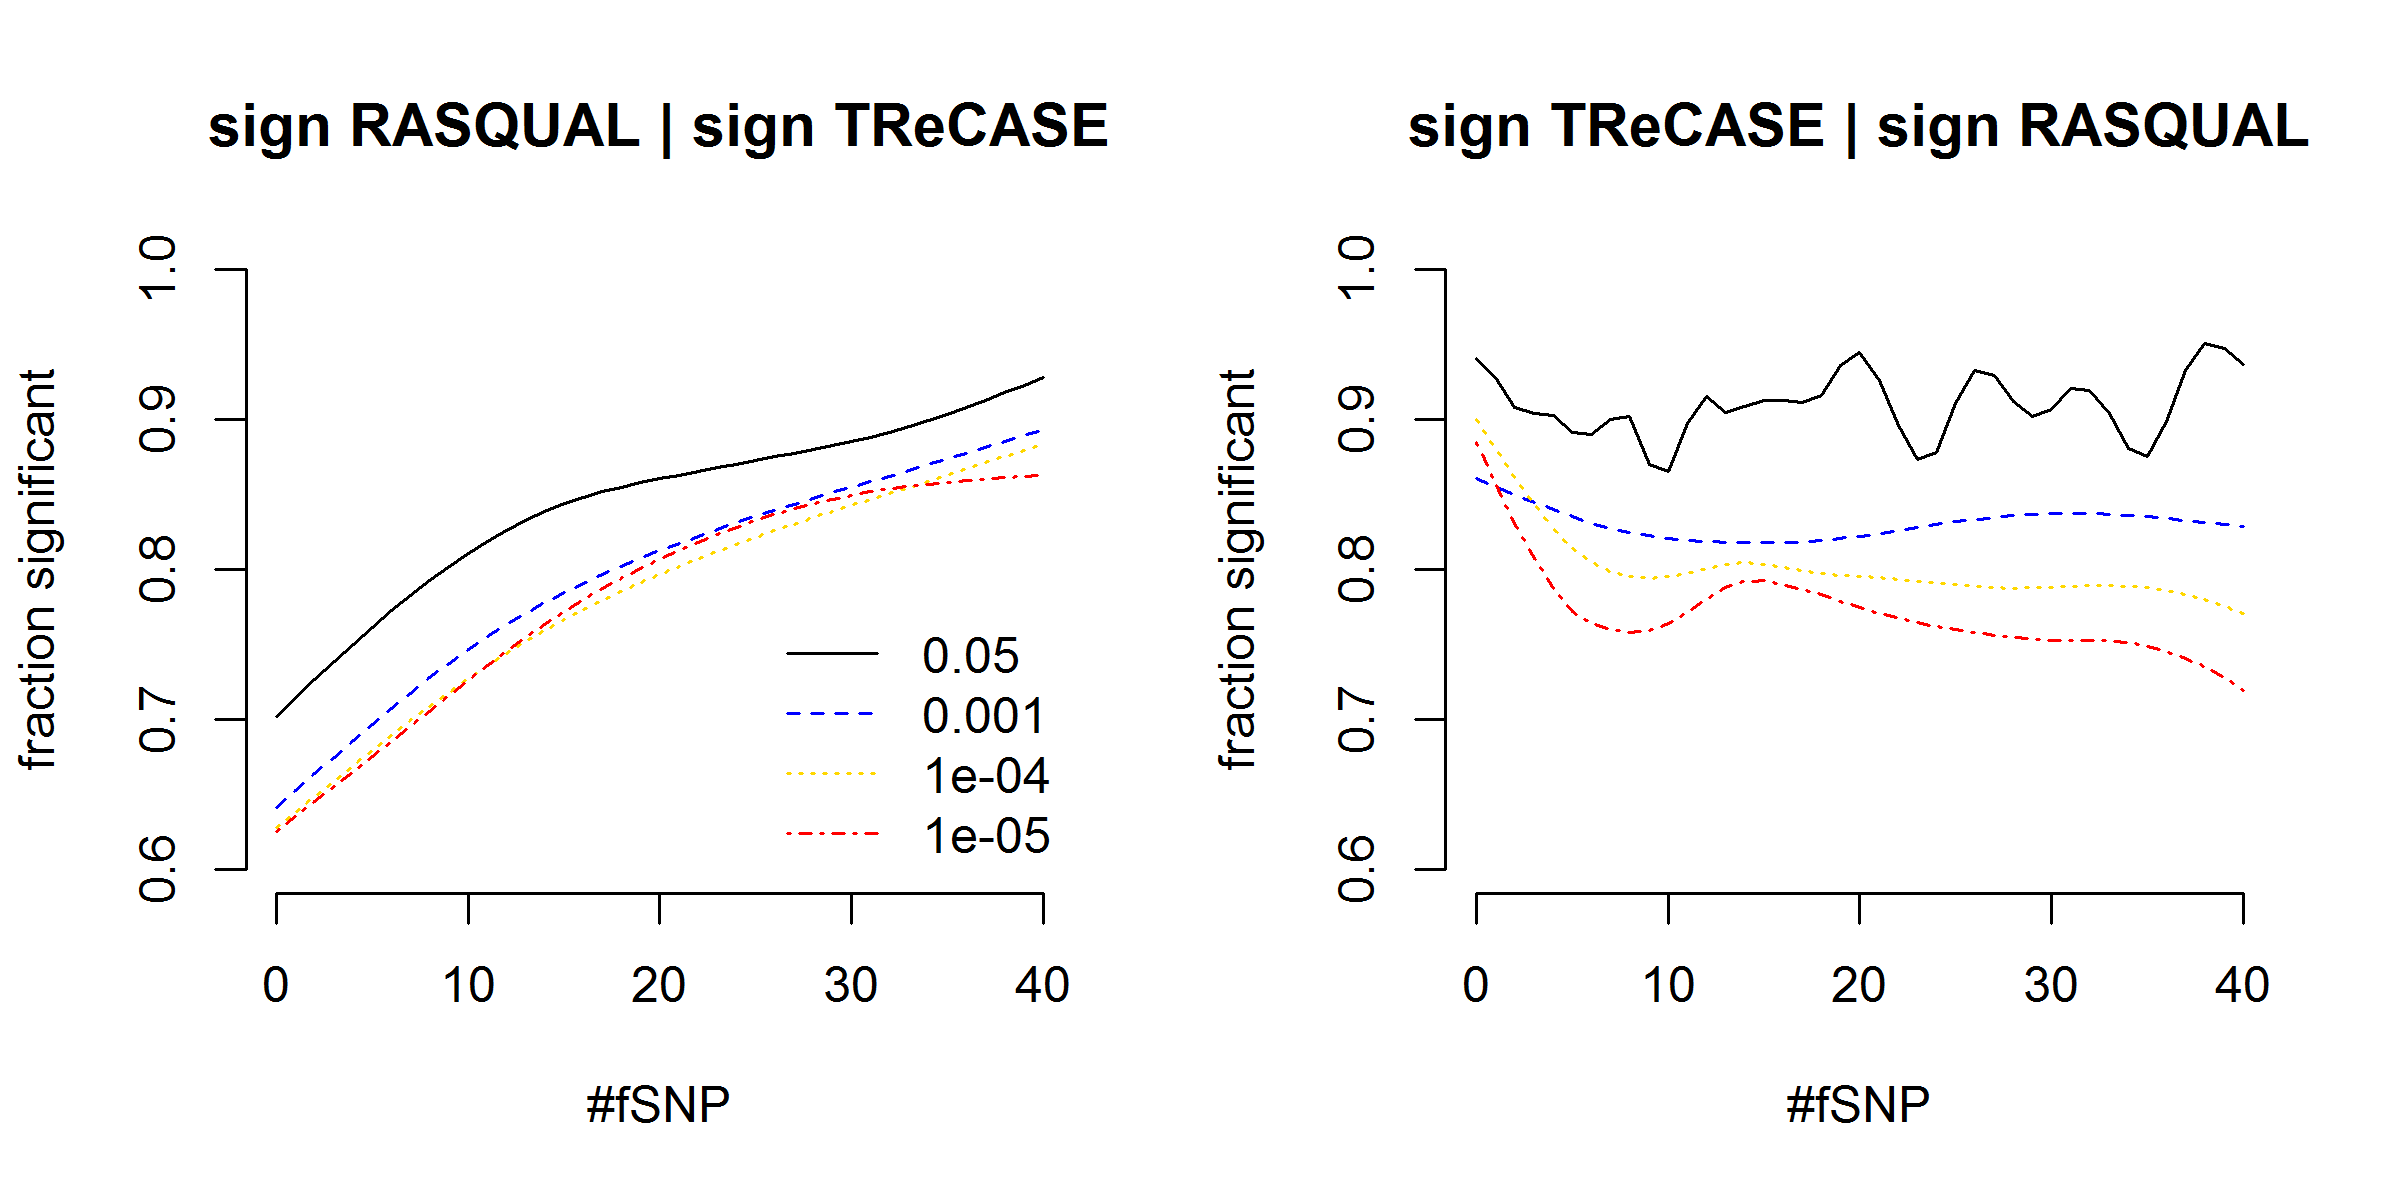 sign RASQUAL | sign TReCASE
fraction significant
1.0
0.9
0.8
0.7
0.6
0.05
0.001
1e-04
1e-05
0 10 20 30 40
#fSNP
sign TReCASE | sign RASQUAL
fraction significant
1.0
0.9
0.8
0.7
0.6
0 10 20 30 40
#fSNP